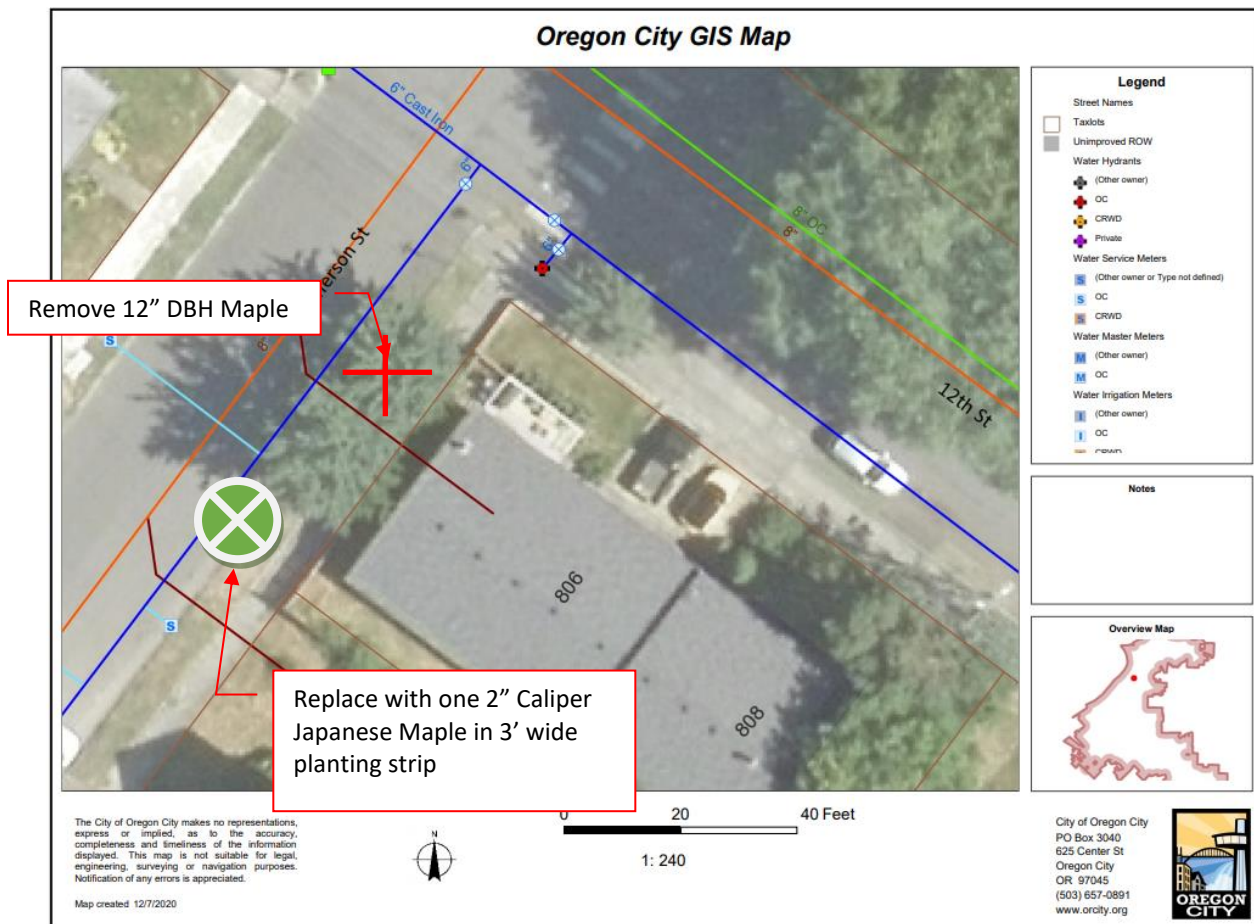 Oregon City GIS Map
6" Cast Iron
6"
6"
8" OC
8"
12th St
8"
Remove 12” DBH Maple
S
S
806
808
Replace with one 2” Caliper
Japanese Maple in 3’ wide
planting strip
Legend
Street Names
Taxlots
Unimproved ROW
Water Hydrants
(Other owner)
OC
CRWD
Private
Water Service Meters
S (Other owner or Type not defined)
S OC
S CRWD
Water Master Meters
M (Other owner)
M OC
Water Irrigation Meters
I (Other owner)
I OC
CRWD
Notes
Overview Map
The City of Oregon City makes no representations,
express or implied, as to the accuracy,
completeness and timeliness of the information
displayed. This map is not suitable for legal,
engineering, surveying or navigation purposes.
Notification of any errors is appreciated.
Map created 12/7/2020
N
0 20 40 Feet
1: 240
City of Oregon City
PO Box 3040
625 Center St
Oregon City
OR 97045
(503) 657-0891
www.orcity.org
OREGON
CITY